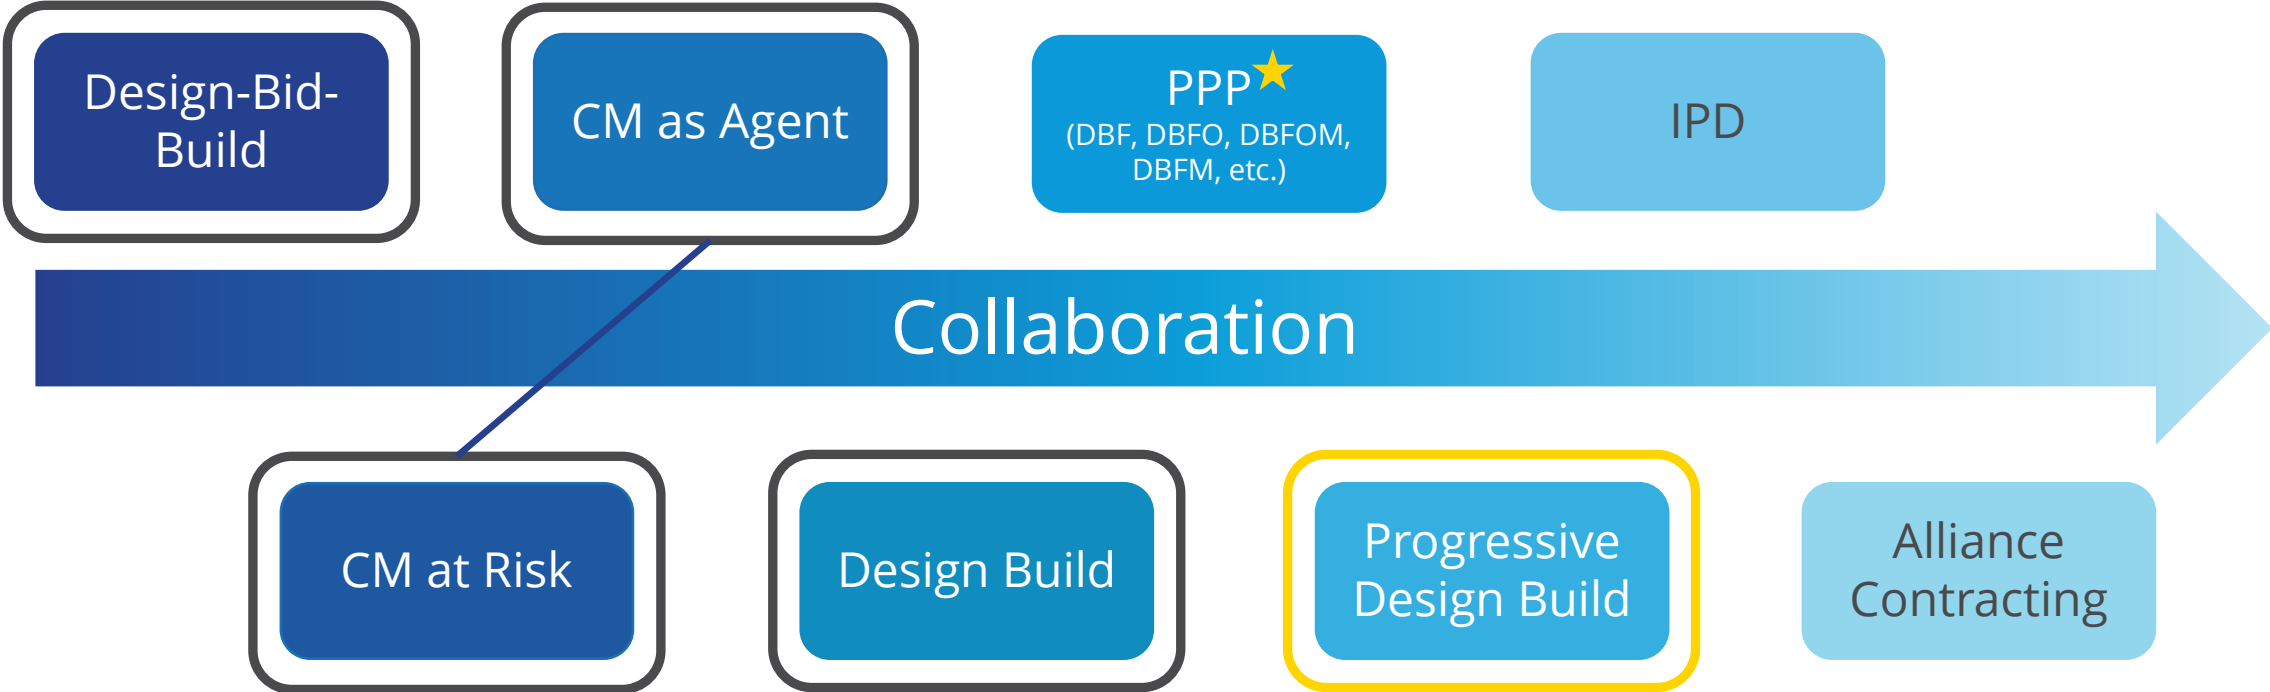 Design-Bid-
Build
CM as Agent
PPP
(DBF, DBFO, DBFOM,
DBFM, etc.)
IPD
Collaboration
CM at Risk
Design Build
Progressive
Design Build
Alliance
Contracting